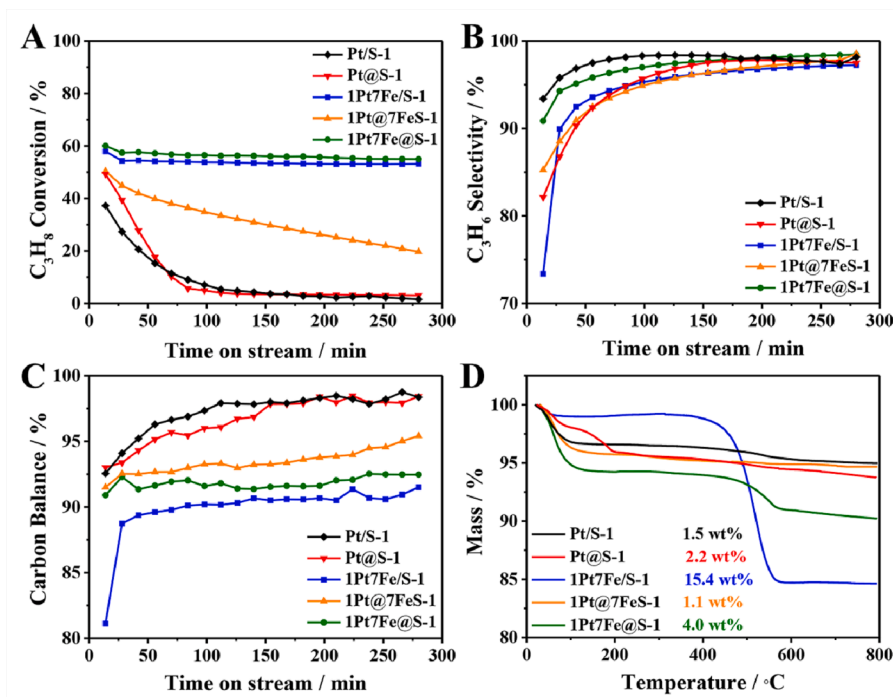 A
100
80
60
40
20
0
C₃H₈ Conversion / %
0 50 100 150 200 250 300
Time on stream / min
Pt/S-1
Pt@S-1
1Pt7Fe/S-1
1Pt@7FeS-1
1Pt7Fe@S-1
B
100
90
80
70
C₃H₆ Selectivity / %
0 50 100 150 200 250 300
Time on stream / min
Pt/S-1
Pt@S-1
1Pt7Fe/S-1
1Pt@7FeS-1
1Pt7Fe@S-1
C
100
95
90
85
80
Carbon Balance / %
0 50 100 150 200 250 300
Time on stream / min
Pt/S-1
Pt@S-1
1Pt7Fe/S-1
1Pt@7FeS-1
1Pt7Fe@S-1
D
100
95
90
85
80
Mass / %
0 200 400 600 800
Temperature / °C
Pt/S-1 1.5 wt%
Pt@S-1 2.2 wt%
1Pt7Fe/S-1 15.4 wt%
1Pt@7FeS-1 1.1 wt%
1Pt7Fe@S-1 4.0 wt%